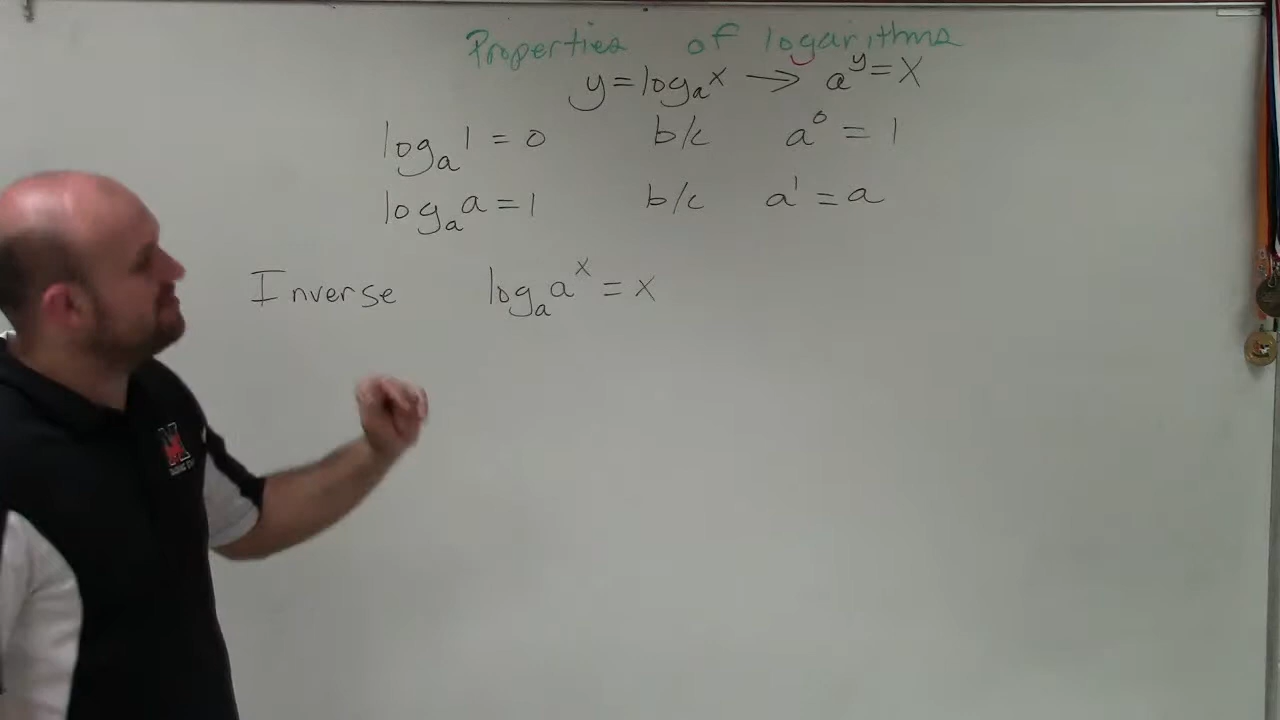 Properties of logarithms
y = logₐx → aʸ = x
logₐ1 = 0 b/c a⁰ = 1
logₐa = 1 b/c a¹ = a
Inverse logₐaˣ = x
M